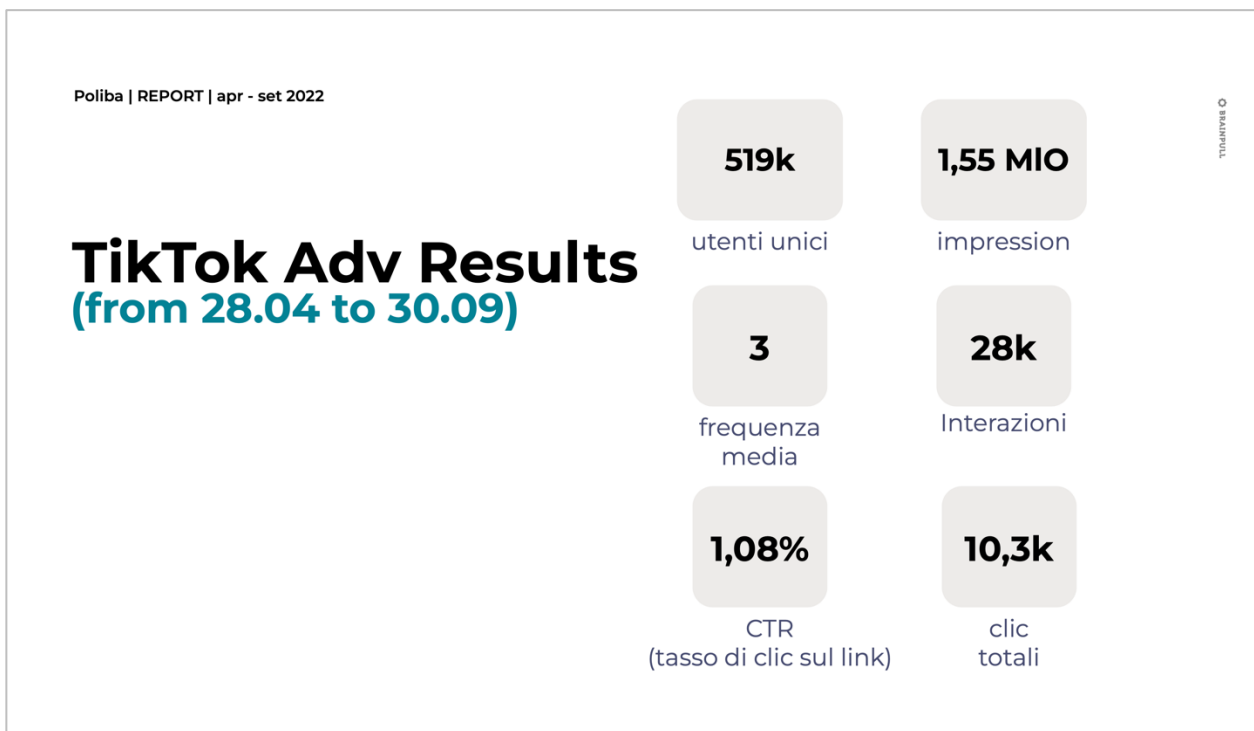 Poliba | REPORT | apr - set 2022
BRAINPULL
TikTok Adv Results
(from 28.04 to 30.09)
519k
utenti unici
1,55 MlO
impression
3
frequenza
media
28k
Interazioni
1,08%
CTR
(tasso di clic sul link)
10,3k
clic
totali